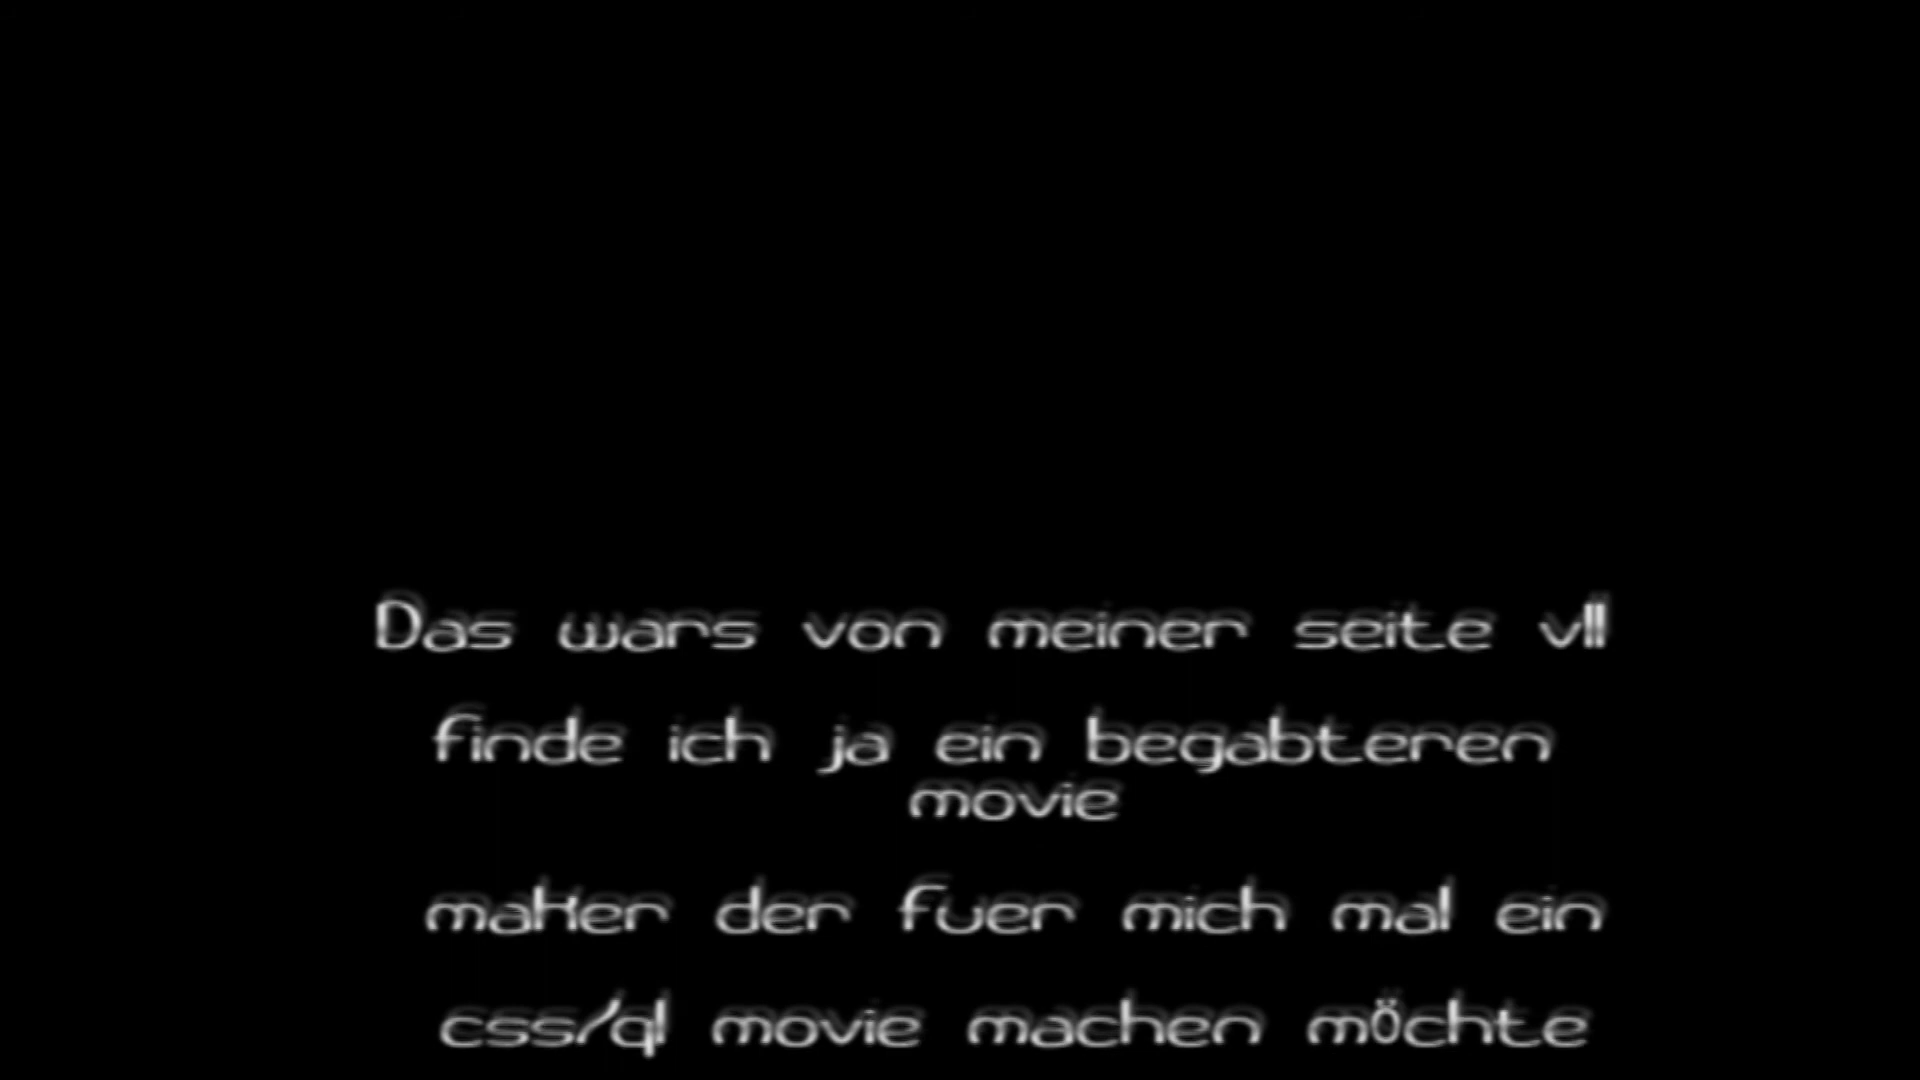 Das wars von meiner seite vll
finde ich ja ein begabteren
movie
maker der fuer mich mal ein
css/ql movie machen möchte